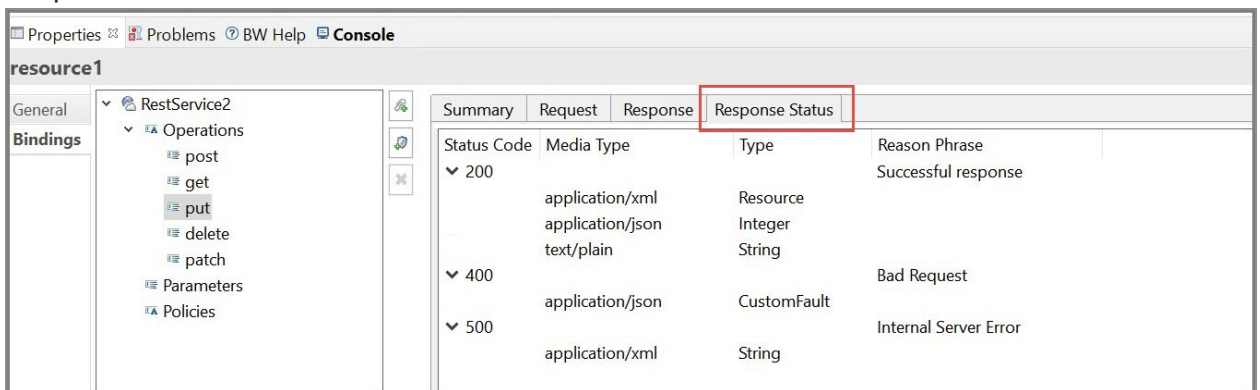 Properties Problems BW Help Console
resource1
General
Bindings
RestService2
Operations
post
get
put
delete
patch
Parameters
Policies
Summary Request Response Response Status
Status Code Media Type Type Reason Phrase
200 Successful response
application/xml Resource
application/json Integer
text/plain String
400 Bad Request
application/json CustomFault
500 Internal Server Error
application/xml String